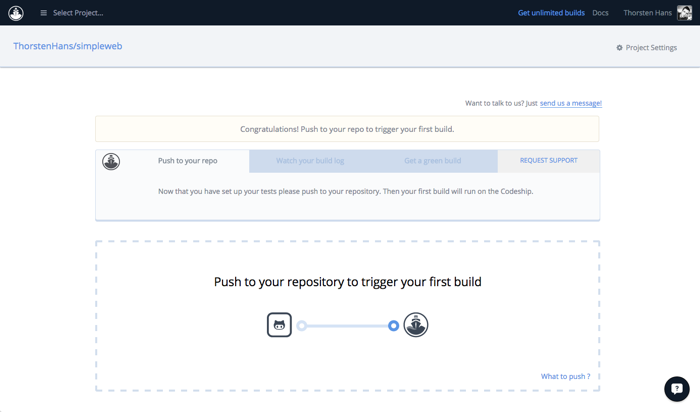 Select Project...
Get unlimited builds
Docs
Thorsten Hans
ThorstenHans/simpleweb
Project Settings
Want to talk to us? Just send us a message!
Congratulations! Push to your repo to trigger your first build.
Push to your repo
Watch your build log
Get a green build
REQUEST SUPPORT
Now that you have set up your tests please push to your repository. Then your first build will run on the Codeship.
Push to your repository to trigger your first build
What to push ?
?